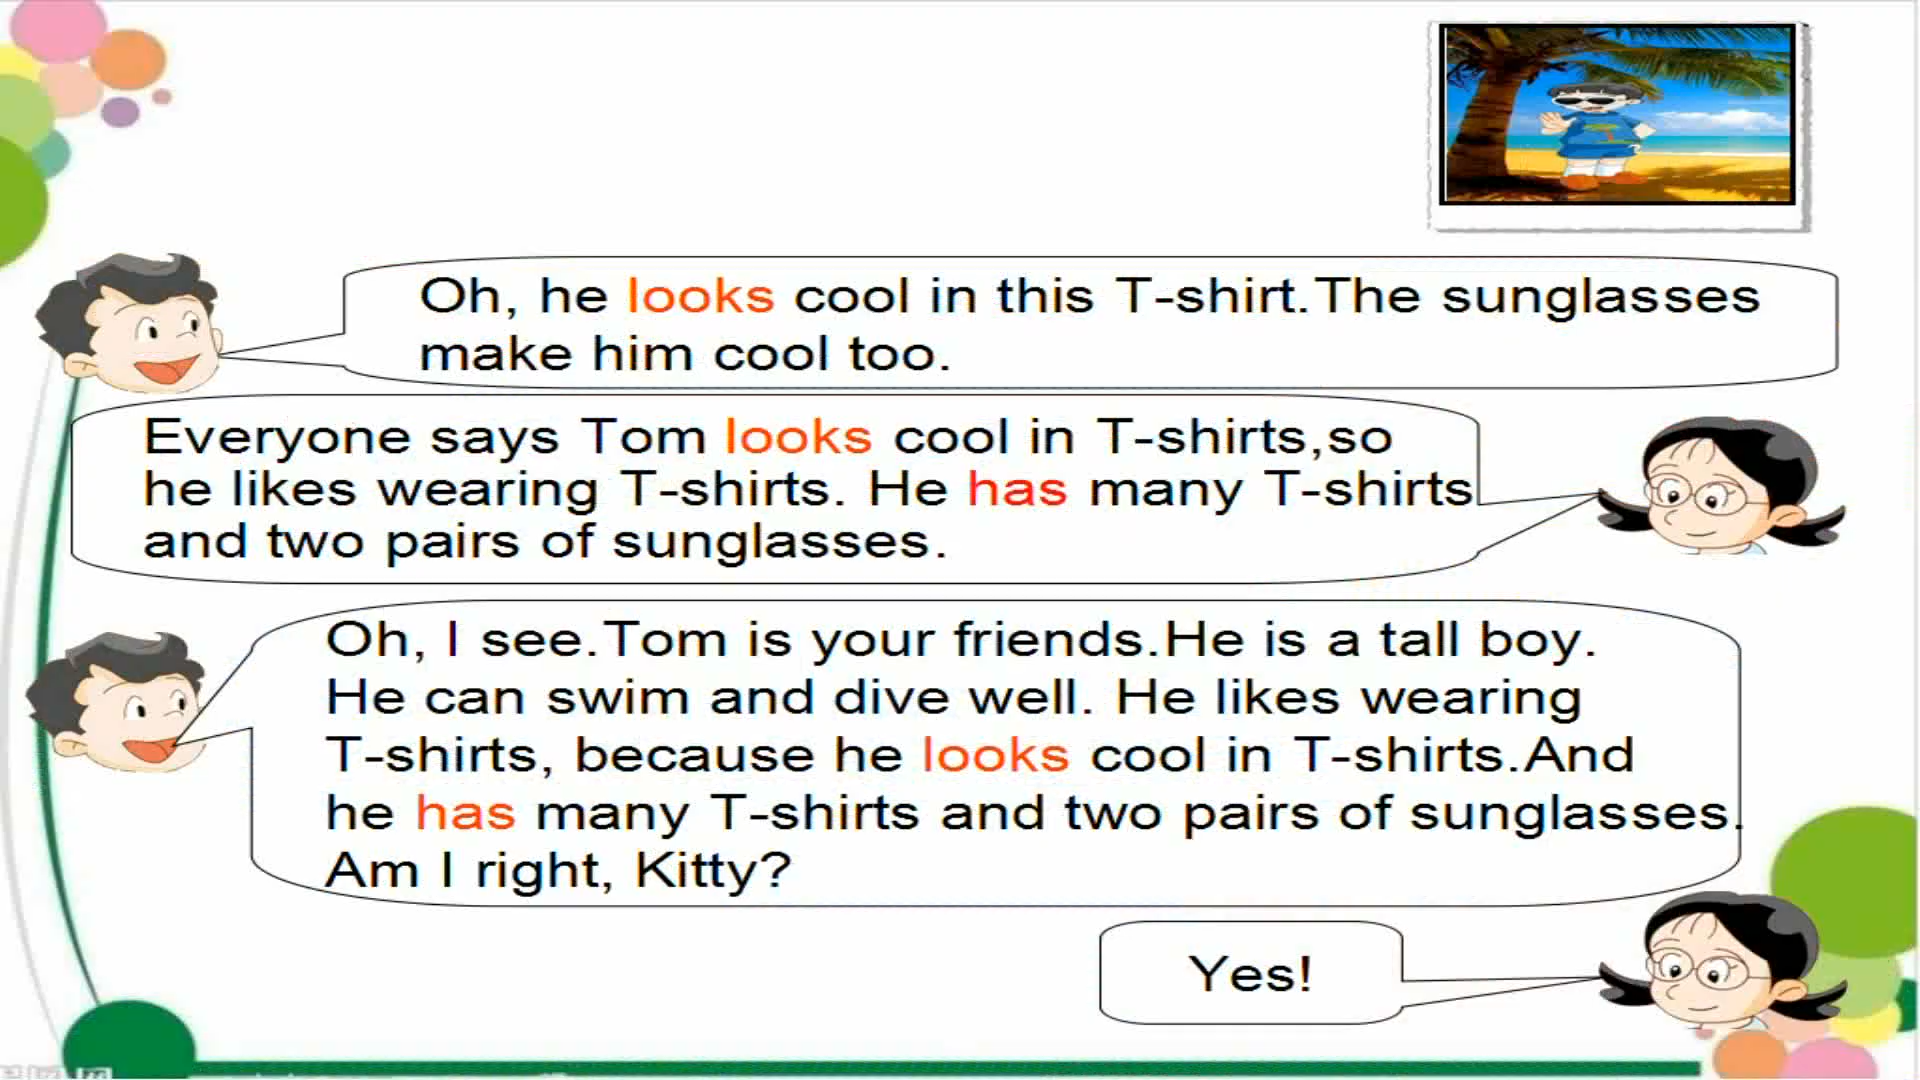 Oh, he looks cool in this T-shirt.The sunglasses
make him cool too.
Everyone says Tom looks cool in T-shirts,so
he likes wearing T-shirts. He has many T-shirts
and two pairs of sunglasses.
Oh, I see.Tom is your friends.He is a tall boy.
He can swim and dive well. He likes wearing
T-shirts, because he looks cool in T-shirts.And
he has many T-shirts and two pairs of sunglasses.
Am I right, Kitty?
Yes!